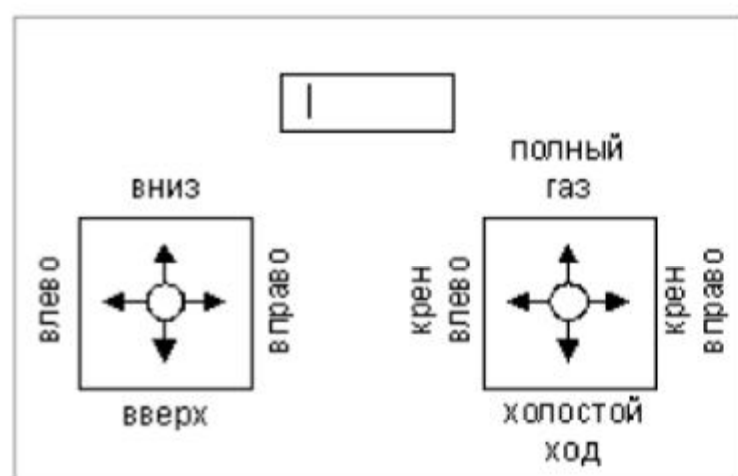 |
полный
газ
вниз
влево
вправо
крен
влево
крен
вправо
вверх
холостой
ход